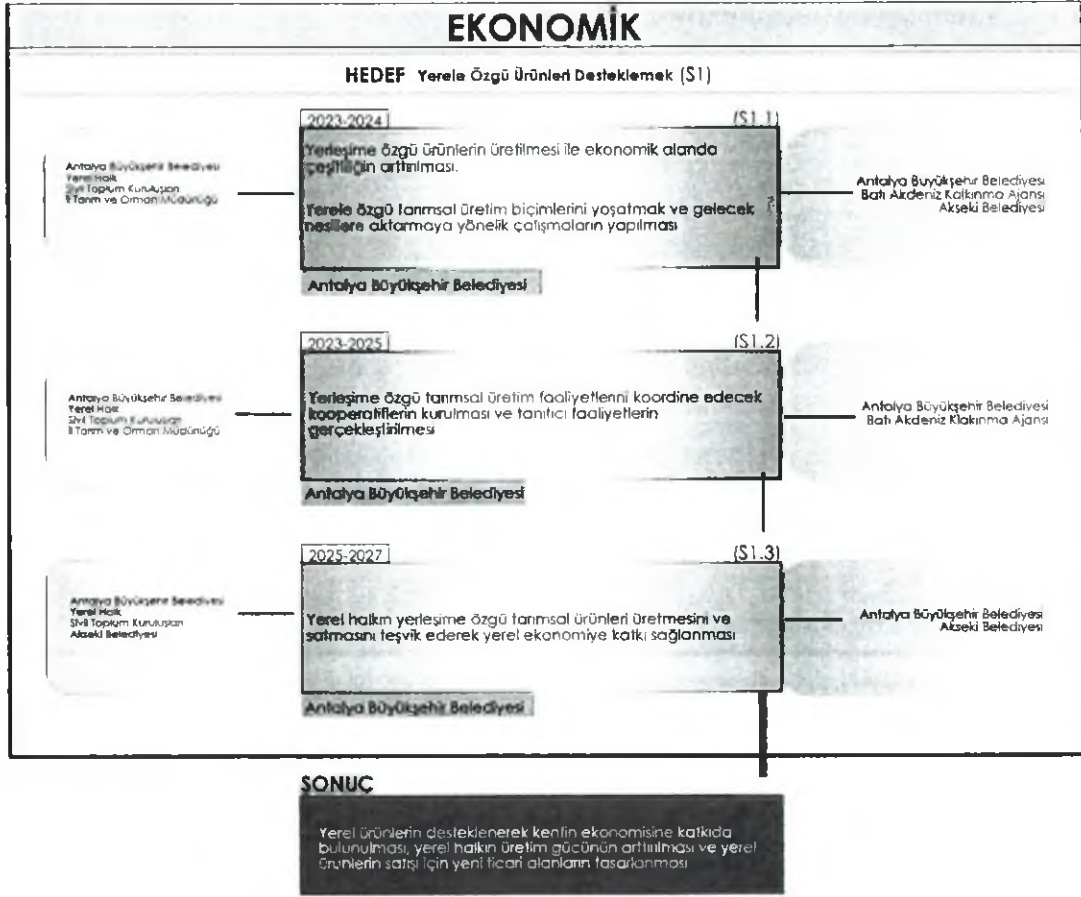 EKONOMİK
HEDEF Yerele Özgü Ürünleri Desteklemek (S1)
2023-2024
(S1.1)
Antalya Büyükşehir Belediyesi
Yerel Halk
Sivil Toplum Kuruluşları
İl Tarım ve Orman Müdürlüğü
Yerleşime özgü ürünlerin üretilmesi ile ekonomik alanda
çeşitliliğin arttırılması.
Yerele özgü tarımsal üretim biçimlerini yaşatmak ve gelecek
nesillere aktarmaya yönelik çalışmaların yapılması
Antalya Büyükşehir Belediyesi
Batı Akdeniz Kalkınma Ajansı
Akseki Belediyesi
Antalya Büyükşehir Belediyesi
2023-2025
(S1.2)
Antalya Büyükşehir Belediyesi
Yerel Halk
Sivil Toplum Kuruluşları
İl Tarım ve Orman Müdürlüğü
Yerleşime özgü tarımsal üretim faaliyetlerini koordine edecek
kooperatiflerin kurulması ve tanıtıcı faaliyetlerin
gerçekleştirilmesi
Antalya Büyükşehir Belediyesi
Batı Akdeniz Klakınma Ajansı
Antalya Büyükşehir Belediyesi
2025-2027
(S1.3)
Antalya Büyükşehir Belediyesi
Yerel Halk
Sivil Toplum Kuruluşları
Akseki Belediyesi
Yerel halkın yerleşime özgü tarımsal ürünleri üretmesini ve
satmasını teşvik ederek yerel ekonomiye katkı sağlanması
Antalya Büyükşehir Belediyesi
Akseki Belediyesi
Antalya Büyükşehir Belediyesi
SONUÇ
Yerel ürünlerin desteklenerek kentin ekonomisine katkıda
bulunulması, yerel halkın üretim gücünün arttırılması ve yerel
ürünlerin satışı için yeni ticari alanların tasarlanması